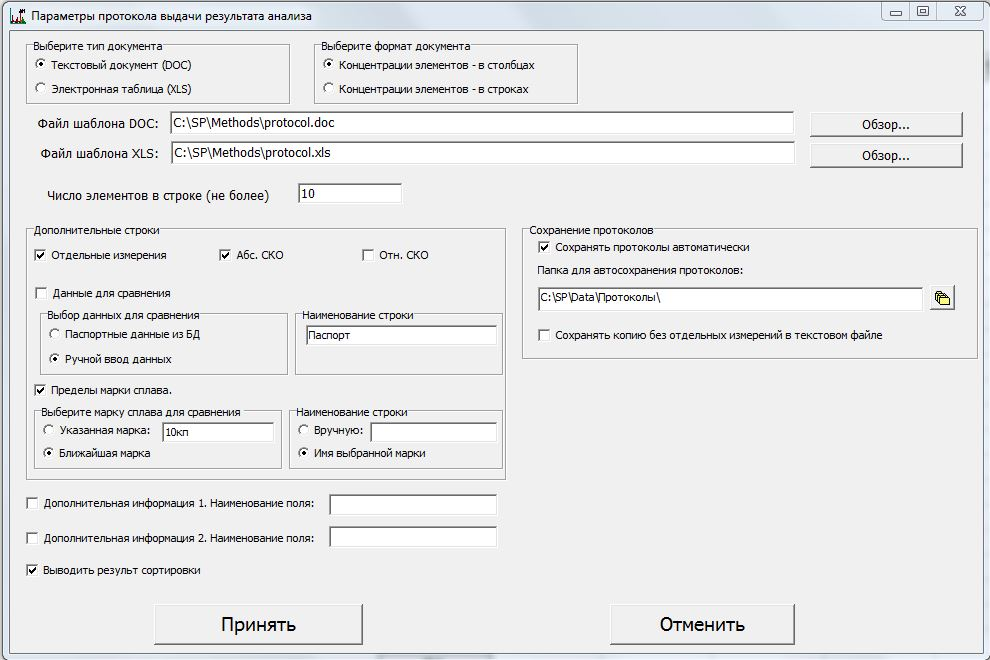 Параметры протокола выдачи результата анализа
Выберите тип документа
Текстовый документ (DOC)
Электронная таблица (XLS)
Выберите формат документа
Концентрации элементов - в столбцах
Концентрации элементов - в строках
Файл шаблона DOC: C:\SP\Methods\protocol.doc Обзор...
Файл шаблона XLS: C:\SP\Methods\protocol.xls Обзор...
Число элементов в строке (не более) 10
Дополнительные строки
Отдельные измерения Абс. СКО Отн. СКО
Данные для сравнения
Выбор данных для сравнения
Паспортные данные из БД
Ручной ввод данных
Наименование строки
Паспорт
Пределы марки сплава.
Выберите марку сплава для сравнения
Указанная марка: 10кп
Ближайшая марка
Наименование строки
Вручную:
Имя выбранной марки
Сохранение протоколов
Сохранять протоколы автоматически
Папка для автосохранения протоколов:
C:\SP\Data\Протоколы\
Сохранять копию без отдельных измерений в текстовом файле
Дополнительная информация 1. Наименование поля:
Дополнительная информация 2. Наименование поля:
Выводить результ сортировки
Принять Отменить